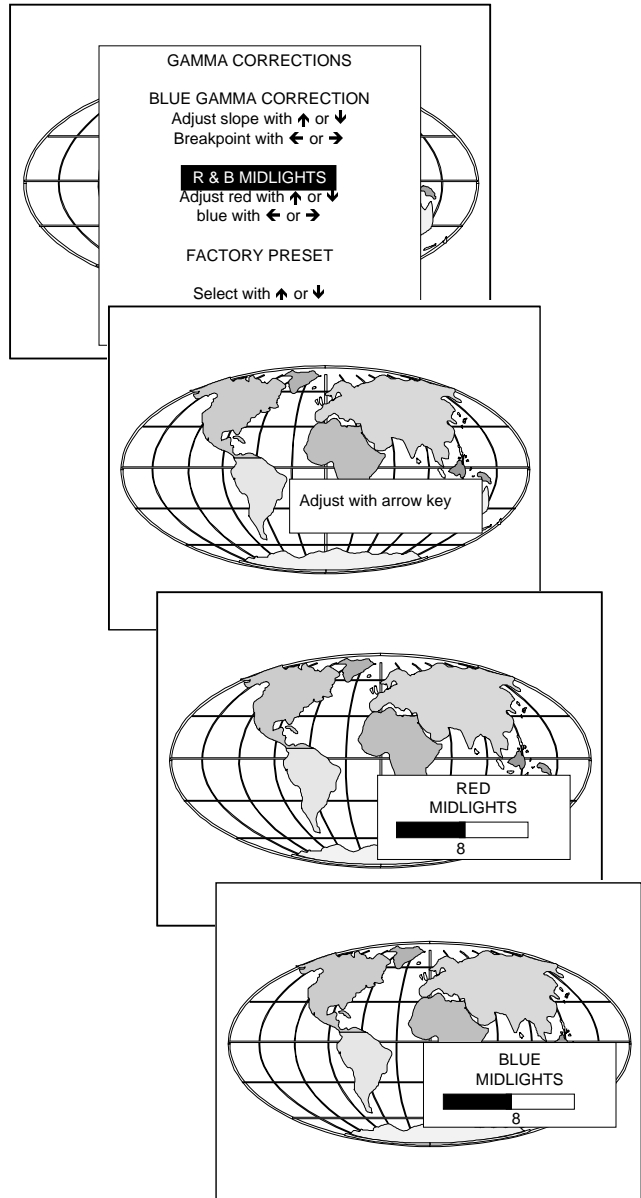 GAMMA CORRECTIONS
BLUE GAMMA CORRECTION
Adjust slope with ↑ or ↓
Breakpoint with ← or →
R & B MIDLIGHTS
Adjust red with ↑ or ↓
blue with ← or →
FACTORY PRESET
Select with ↑ or ↓
Adjust with arrow key
RED
MIDLIGHTS
8
BLUE
MIDLIGHTS
8